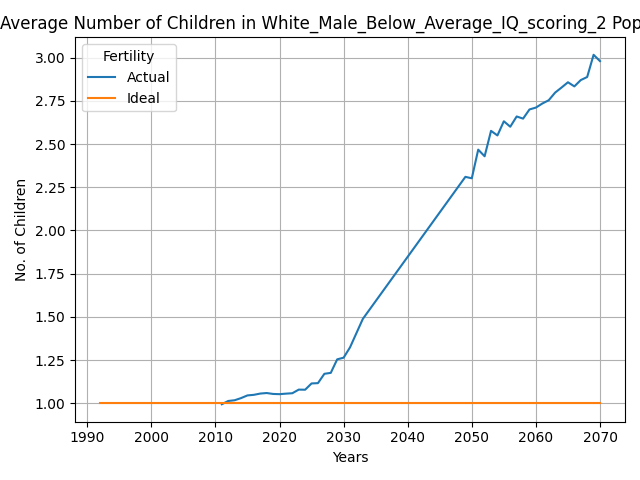 Average Number of Children in White_Male_Below_Average_IQ_scoring_2 Pop
Fertility
Actual
Ideal
3.00
2.75
2.50
2.25
2.00
1.75
1.50
1.25
1.00
No. of Children
1990 2000 2010 2020 2030 2040 2050 2060 2070
Years